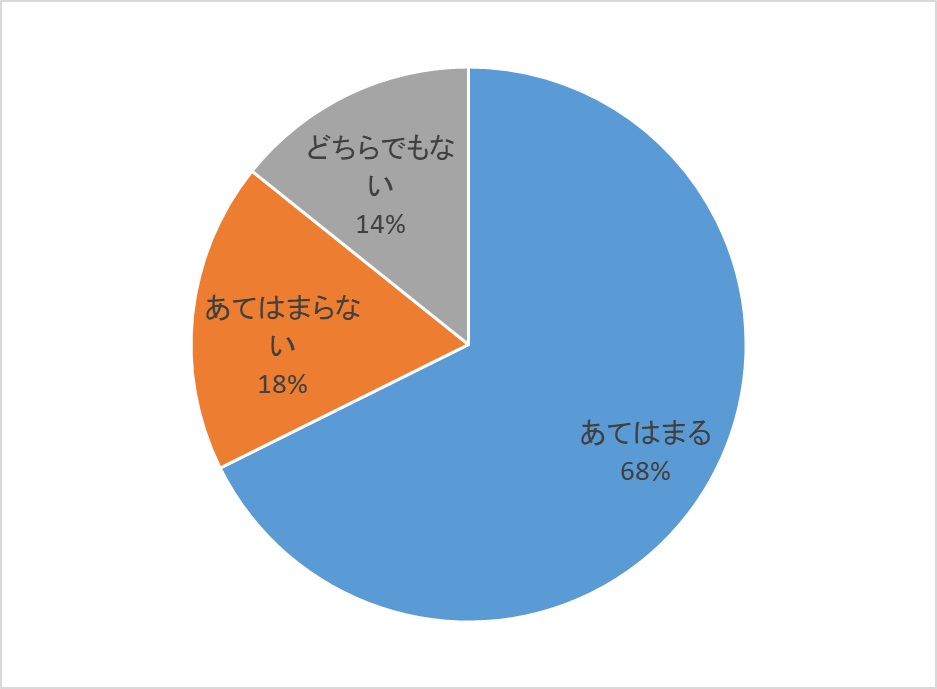 どちらでもな
い
14%
あてはまらな
い
18%
あてはまる
68%